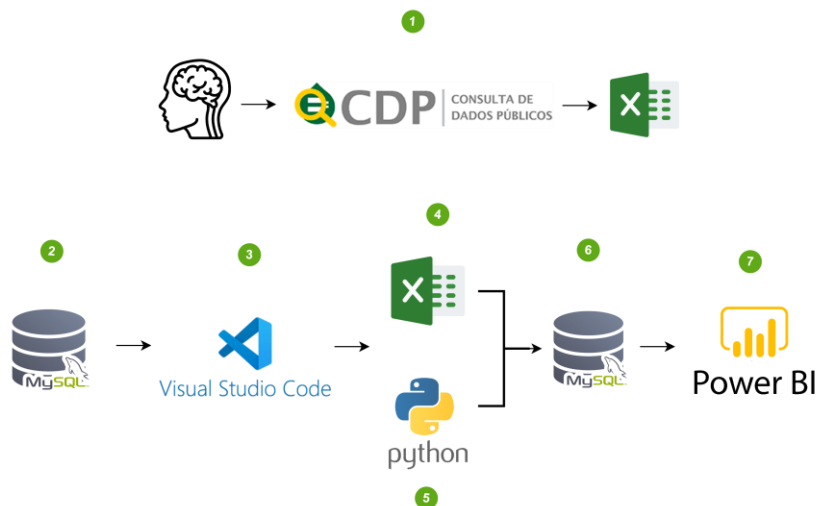 1
CDP
CONSULTA DE
DADOS PÚBLICOS
X
2
3
4
6
7
X
MySQL
Visual Studio Code
python
MySQL
Power BI
5